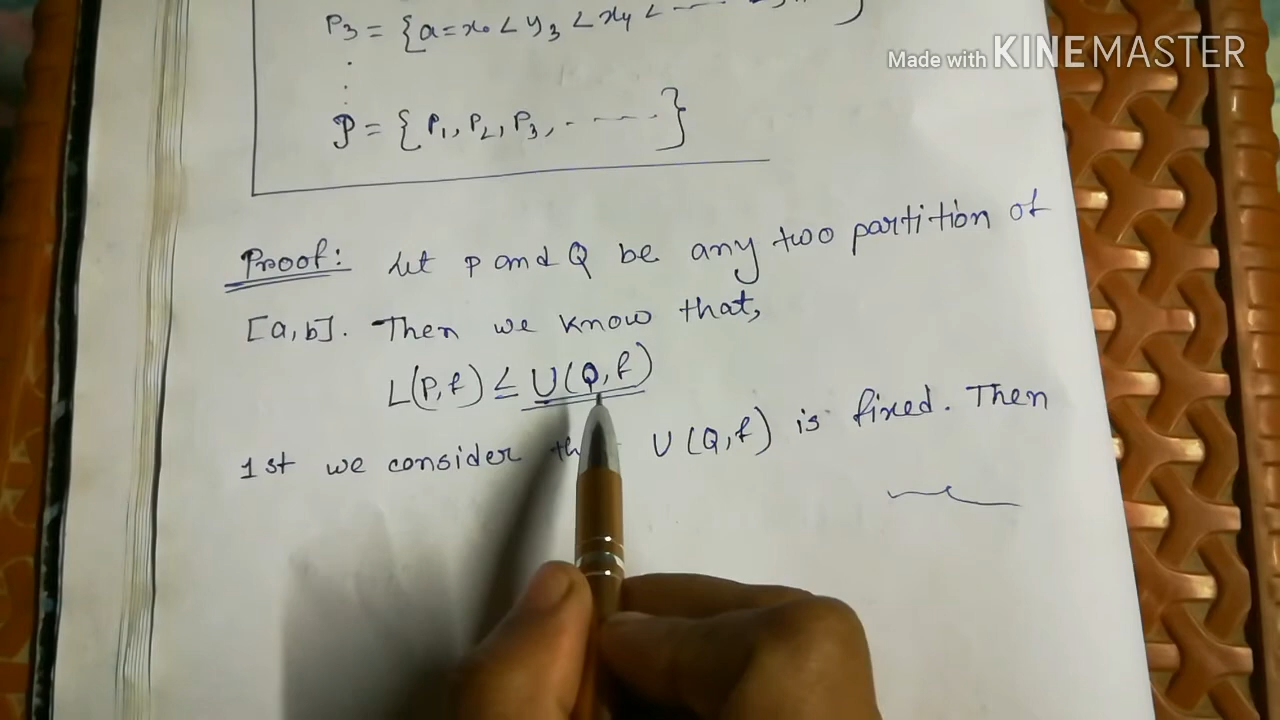 P3 = {a = x0 < y3 < x4 < ---
Made with KINEMASTER
P = { P1, P2, P3, - ---- }
Proof: Let P and Q be any two partition of
[a,b]. Then we know that,
L(P,f) ≤ U(Q,f)
1st we consider U(Q,f) is fixed. Then